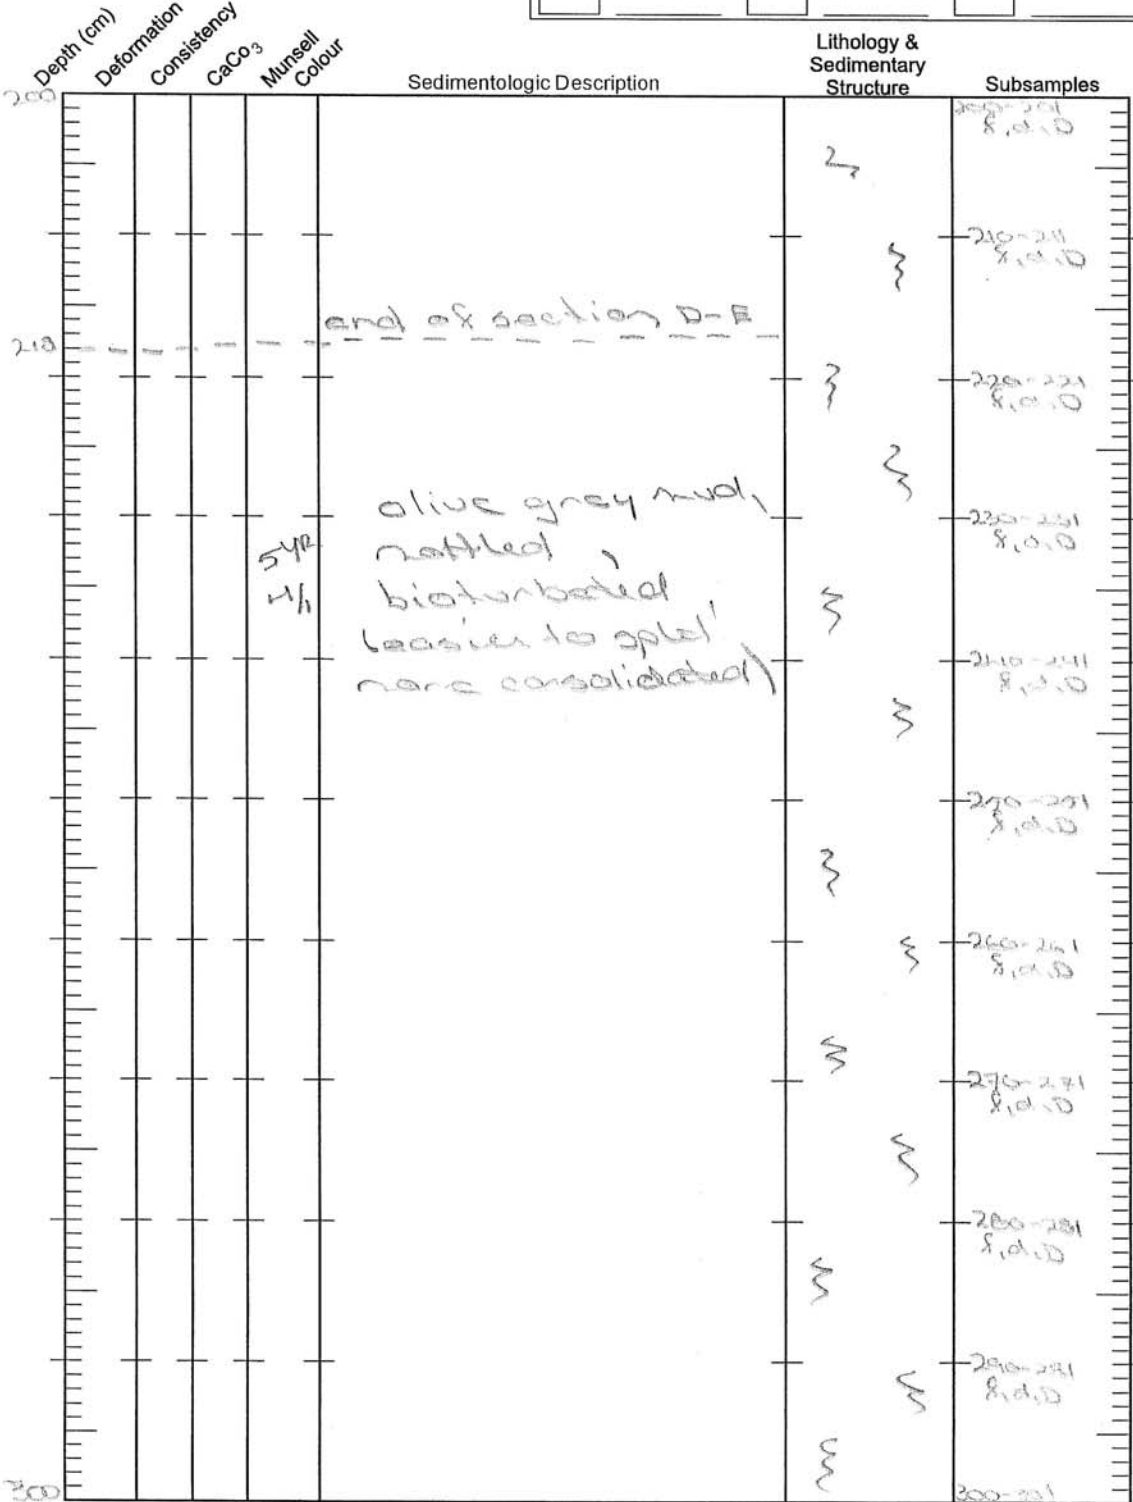 Depth (cm)
Deformation
Consistency
CaCo3
Munsell
Colour
Sedimentologic Description
Lithology &
Sedimentary
Structure
Subsamples
200
200-201
f,d,D
210-211
f,d,D
end of section D-E
218
220-221
f,d,D
olive grey mud,
230-231
f,d,D
5YR
mottled,
4/1
bioturbated
(easier to
more consolidated)
240-241
f,d,D
250-251
f,d,D
260-261
f,d,D
270-271
f,d,D
280-281
f,d,D
290-291
f,d,D
300
300-301